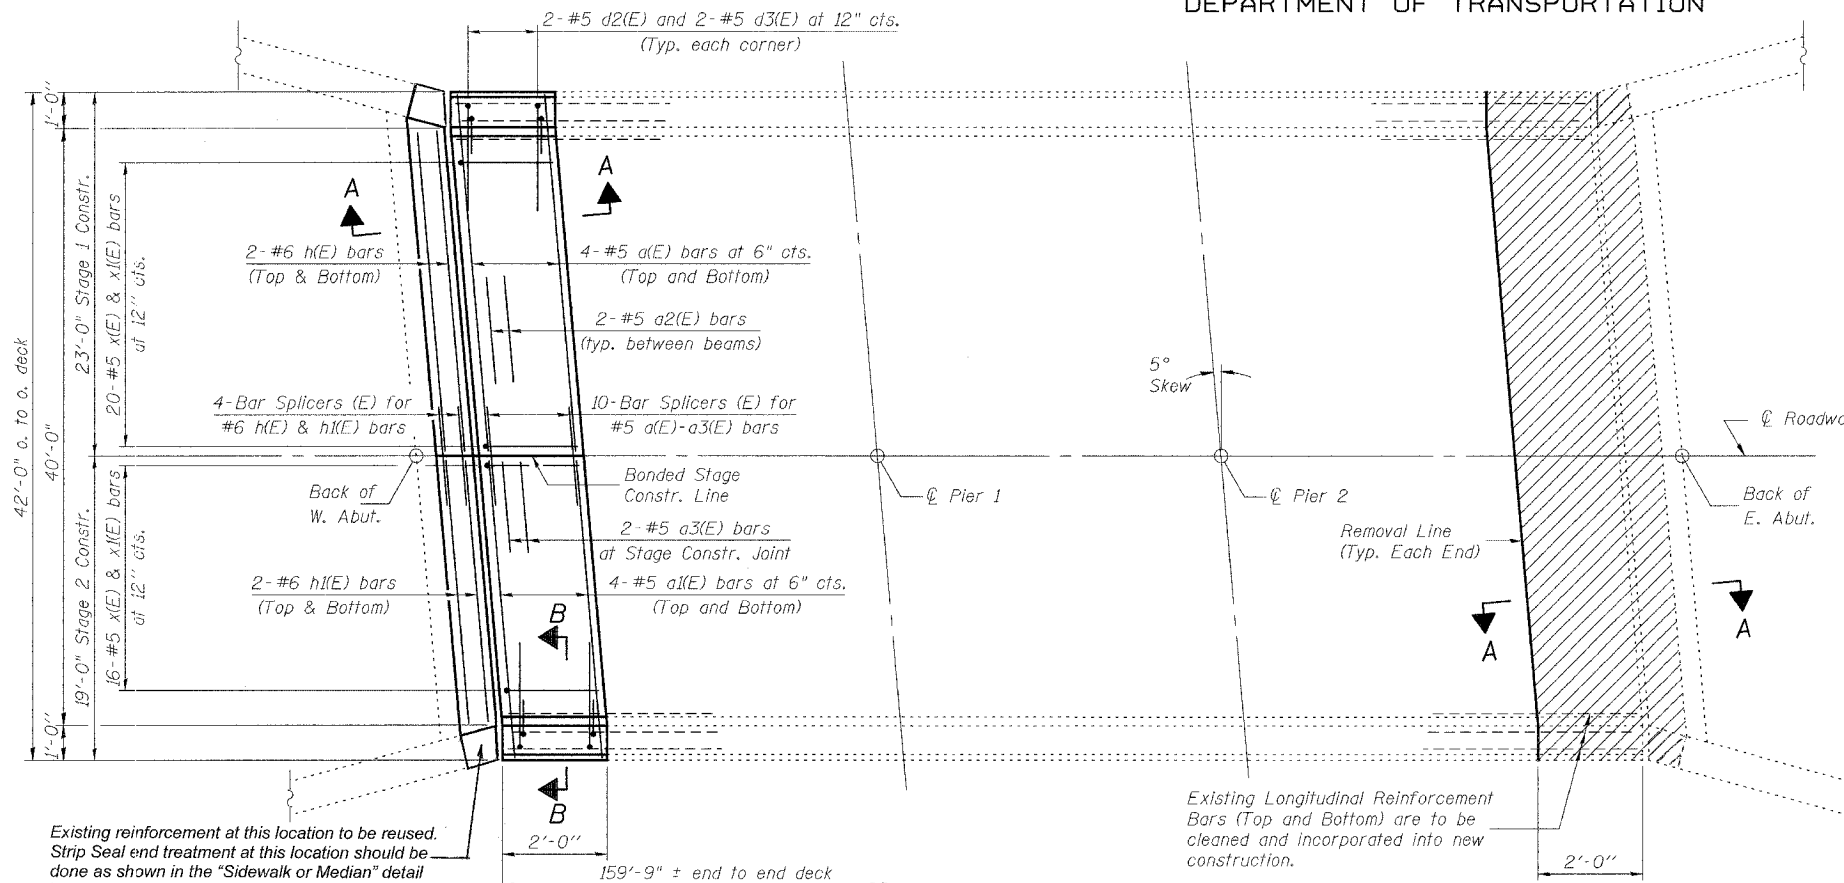 DEPARTMENT OF TRANSPORTATION
2-#5 d2(E) and 2-#5 d3(E) at 12" cts.
(Typ. each corner)
1'-0"
42'-0" o. to o. deck
40'-0"
23'-0" Stage 1 Constr.
20-#5 x(E) & x1(E) bars
at 12" cts.
A
A
2-#6 h(E) bars
(Top & Bottom)
4-#5 a(E) bars at 6" cts.
(Top and Bottom)
2-#5 a2(E) bars
(typ. between beams)
5°
Skew
4-Bar Splicers (E) for
#6 h(E) & h1(E) bars
10-Bar Splicers (E) for
#5 a(E)-a3(E) bars
℄ Roadwa
Back of
W. Abut.
Bonded Stage
Constr. Line
℄ Pier 1
℄ Pier 2
Back of
E. Abut.
19'-0" Stage 2 Constr.
16-#5 x(E) & x1(E) bars
at 12" cts.
2-#5 a3(E) bars
at Stage Constr. Joint
Removal Line
(Typ. Each End)
2-#6 h1(E) bars
(Top & Bottom)
4-#5 a1(E) bars at 6" cts.
(Top and Bottom)
B
A
A
1'-0"
B
Existing reinforcement at this location to be reused.
Strip Seal end treatment at this location should be
done as shown in the "Sidewalk or Median" detail
2'-0"
159'-9" ± end to end deck
Existing Longitudinal Reinforcement
Bars (Top and Bottom) are to be
cleaned and incorporated into new
construction.
2'-0"